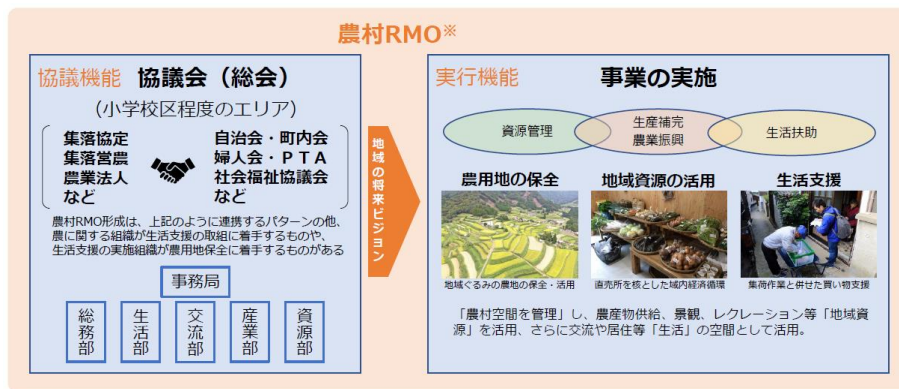 農村RMO※
協議機能 協議会（総会）
(小学校区程度のエリア)
集落協定
集落営農
農業法人
など
自治会・町内会
婦人会・ＰＴＡ
社会福祉協議会
など
農村RMO形成は、上記のように連携するパターンの他、
農に関する組織が生活支援の取組に着手するものや、
生活支援の実施組織が農用地保全に着手するものがある
事務局
総務部
生活部
交流部
産業部
資源部
地域の将来ビジョン
実行機能 事業の実施
資源管理
生産補完
農業振興
生活扶助
農用地の保全
地域資源の活用
生活支援
地域ぐるみの農地の保全・活用
直売所を核とした域内経済循環
集荷作業と併せた買い物支援
「農村空間を管理」し、農産物供給、景観、レクレーション等「地域資
源」を活用、さらに交流や居住等「生活」の空間として活用。